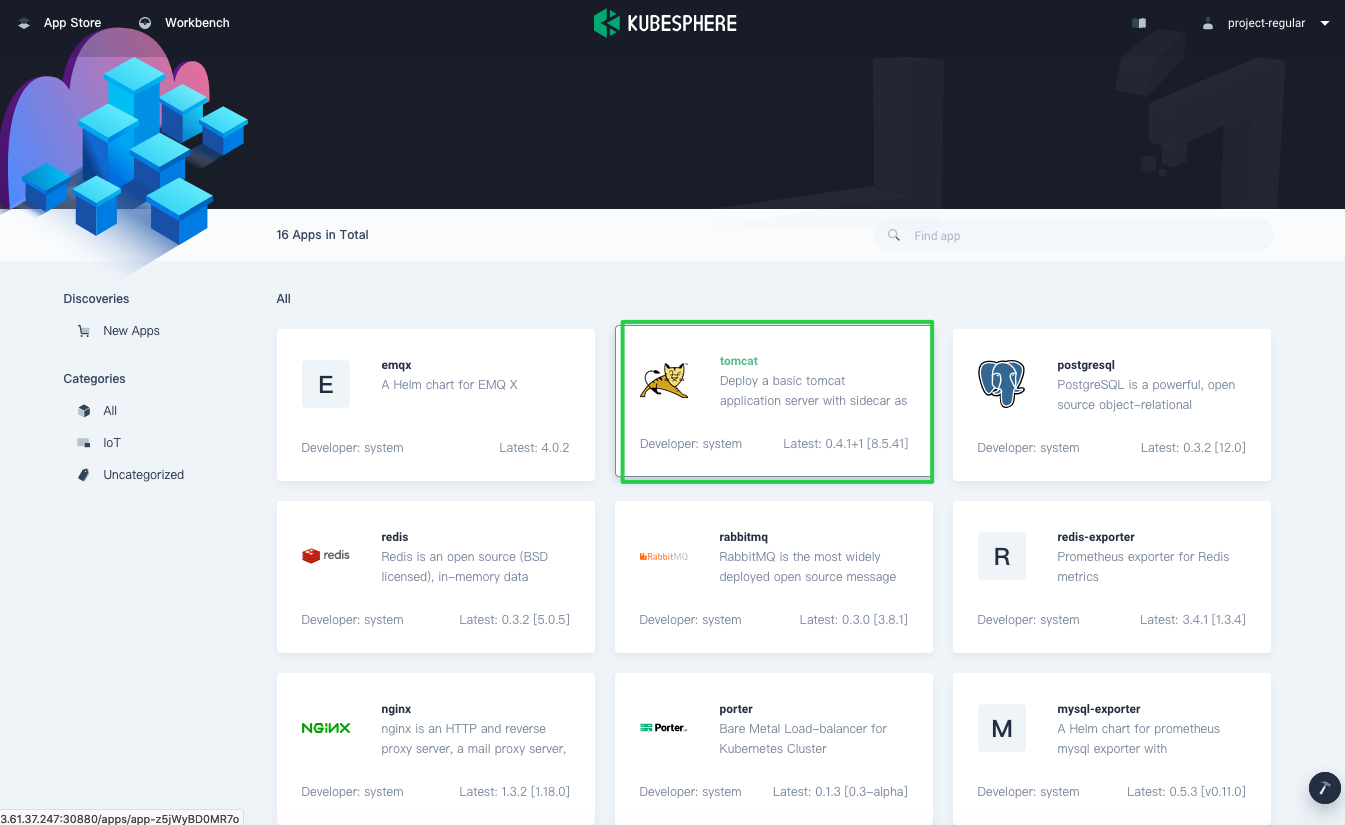 App Store
Workbench
KUBESPHERE
project-regular
16 Apps in Total
Find app
Discoveries
New Apps
Categories
All
IoT
Uncategorized
All
E
emqx
A Helm chart for EMQ X
Developer: system
Latest: 4.0.2
tomcat
Deploy a basic tomcat
application server with sidecar as
Developer: system
Latest: 0.4.1+1 [8.5.41]
postgresql
PostgreSQL is a powerful, open
source object-relational
Developer: system
Latest: 0.3.2 [12.0]
redis
redis
Redis is an open source (BSD
licensed), in-memory data
Developer: system
Latest: 0.3.2 [5.0.5]
RabbitMQ
rabbitmq
RabbitMQ is the most widely
deployed open source message
Developer: system
Latest: 0.3.0 [3.8.1]
R
redis-exporter
Prometheus exporter for Redis
metrics
Developer: system
Latest: 3.4.1 [1.3.4]
NGINX
nginx
nginx is an HTTP and reverse
proxy server, a mail proxy server,
Developer: system
Latest: 1.3.2 [1.18.0]
Porter
porter
Bare Metal Load-balancer for
Kubernetes Cluster
Developer: system
Latest: 0.1.3 [0.3-alpha]
M
mysql-exporter
A Helm chart for prometheus
mysql exporter with
Developer: system
Latest: 0.5.3 [v0.11.0]
3.61.37.247:30880/apps/app-z5jWyBD0MR7o